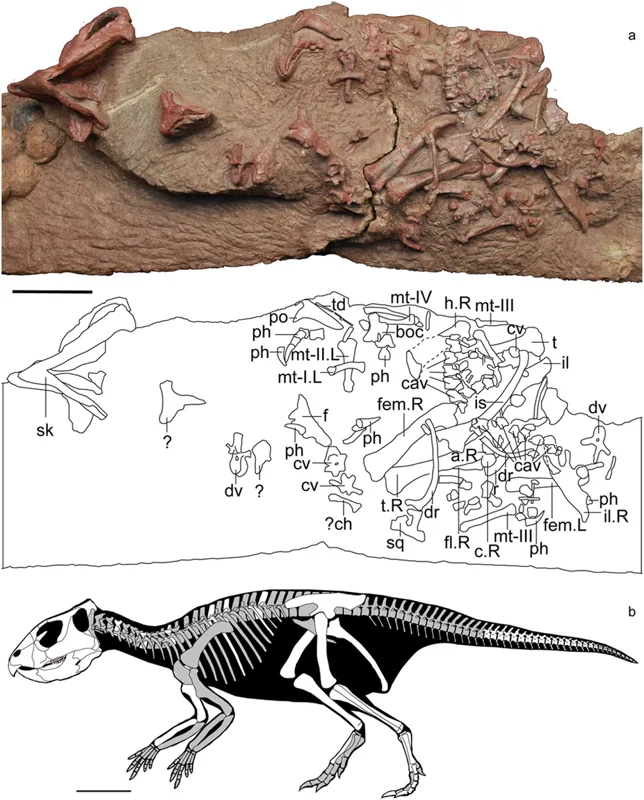 a
td mt-IV h.R mt-III
po cv
ph boc t
ph mt-II.L il
mt-I.L ph
cav
fem.R is
sk f dv
? ph a.R
ph dr cav
cv
dv ? cv ph
t.R dr fem.L il.R
?ch fl.R mt-III
sq c.R ph
b